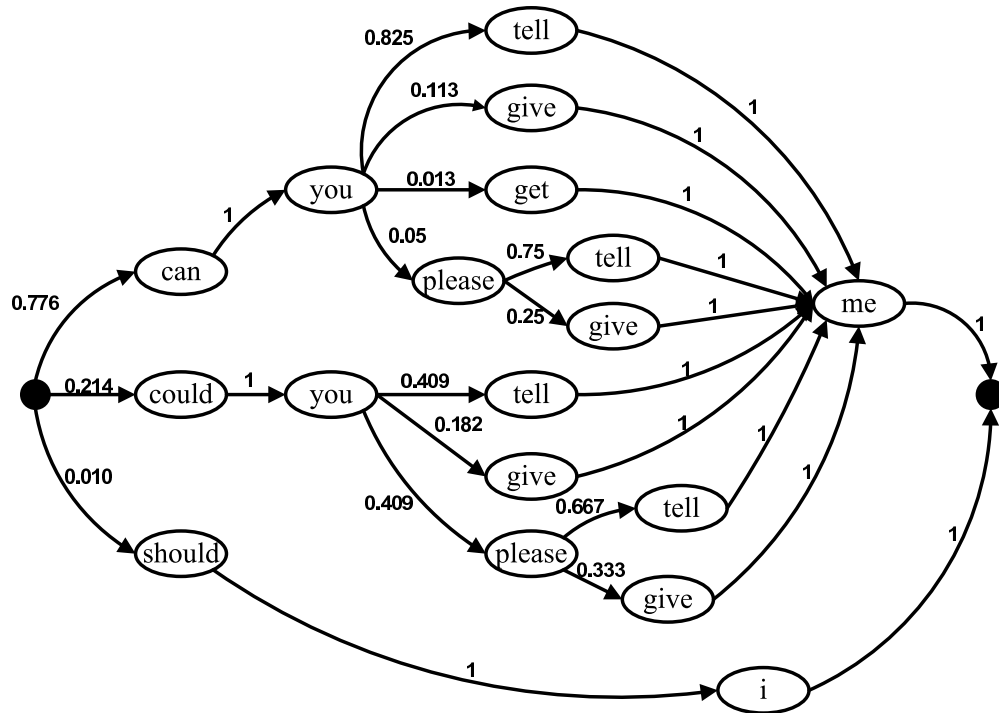 tell
0.825
0.113
give
1
1
you
0.013
get
1
1
0.05
0.75
tell
1
can
please
0.25
give
1
me
0.776
1
0.214
could
1
you
0.409
tell
1
0.182
give
1
0.010
0.409
0.667
tell
1
should
please
0.333
give
1
1
1
i